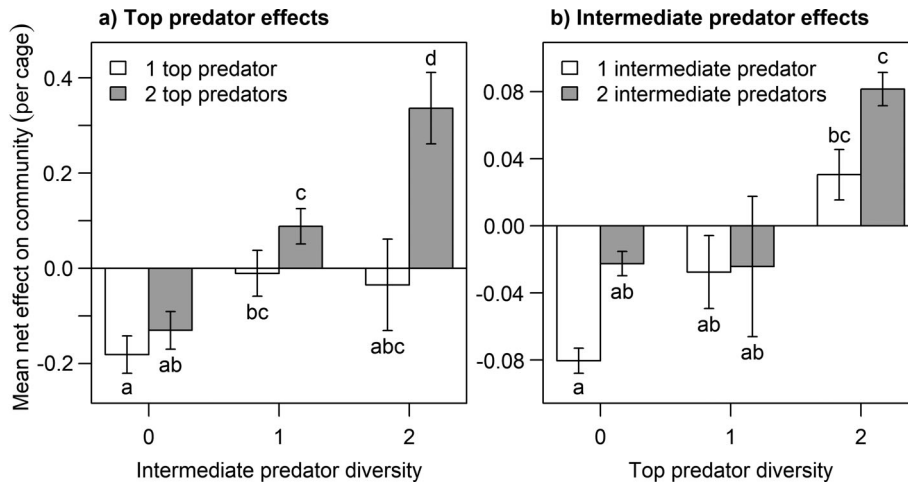 a) Top predator effects
Mean net effect on community (per cage)
1 top predator
2 top predators
0.4
0.2
0.0
-0.2
a
ab
bc
c
abc
d
0 1 2
Intermediate predator diversity
b) Intermediate predator effects
1 intermediate predator
2 intermediate predators
0.08
0.04
0.00
-0.04
-0.08
a
ab
ab
ab
bc
c
0 1 2
Top predator diversity